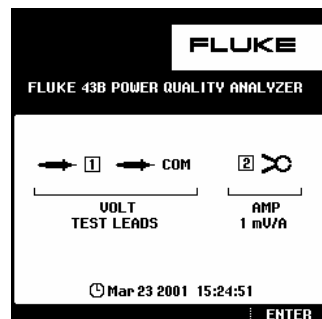 FLUKE
FLUKE 43B POWER QUALITY ANALYZER
1 COM 2
VOLT AMP
TEST LEADS 1 mV/A
Mar 23 2001 15:24:51
ENTER